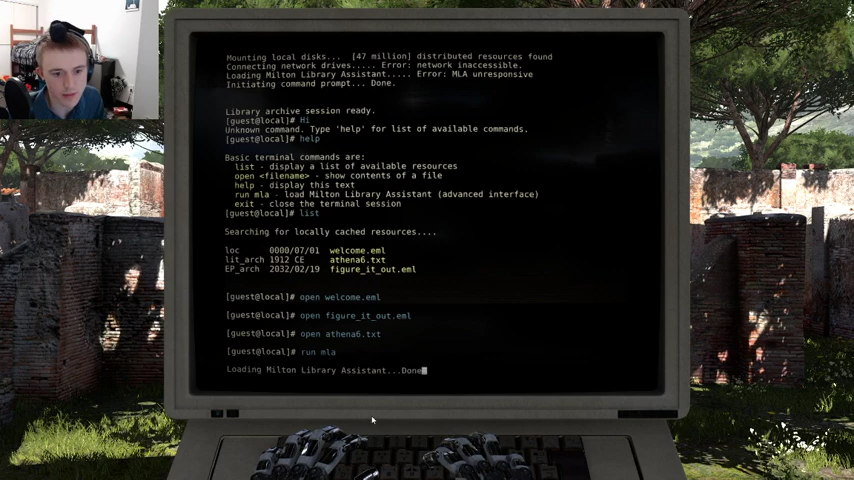 Mounting local disks... [47 million] distributed resources found
Connecting network drives..... Error: network inaccessible.
Loading Milton Library Assistant..... Error: MLA unresponsive
Initiating command prompt... Done.
Library archive session ready.
[guest@local]# Hi
Unknown command. Type 'help' for list of available commands.
[guest@local]# help
Basic terminal commands are:
list - display a list of available resources
open <filename> - show contents of a file
help - display this text
run mla - load Milton Library Assistant (advanced interface)
exit - close the terminal session
[guest@local]# list
Searching for locally cached resources....
loc 0000/07/01 welcome.eml
lit_arch 1912 CE athena6.txt
EP_arch 2032/02/19 figure_it_out.eml
[guest@local]# open welcome.eml
[guest@local]# open figure_it_out.eml
[guest@local]# open athena6.txt
[guest@local]# run mla
Loading Milton Library Assistant...Done